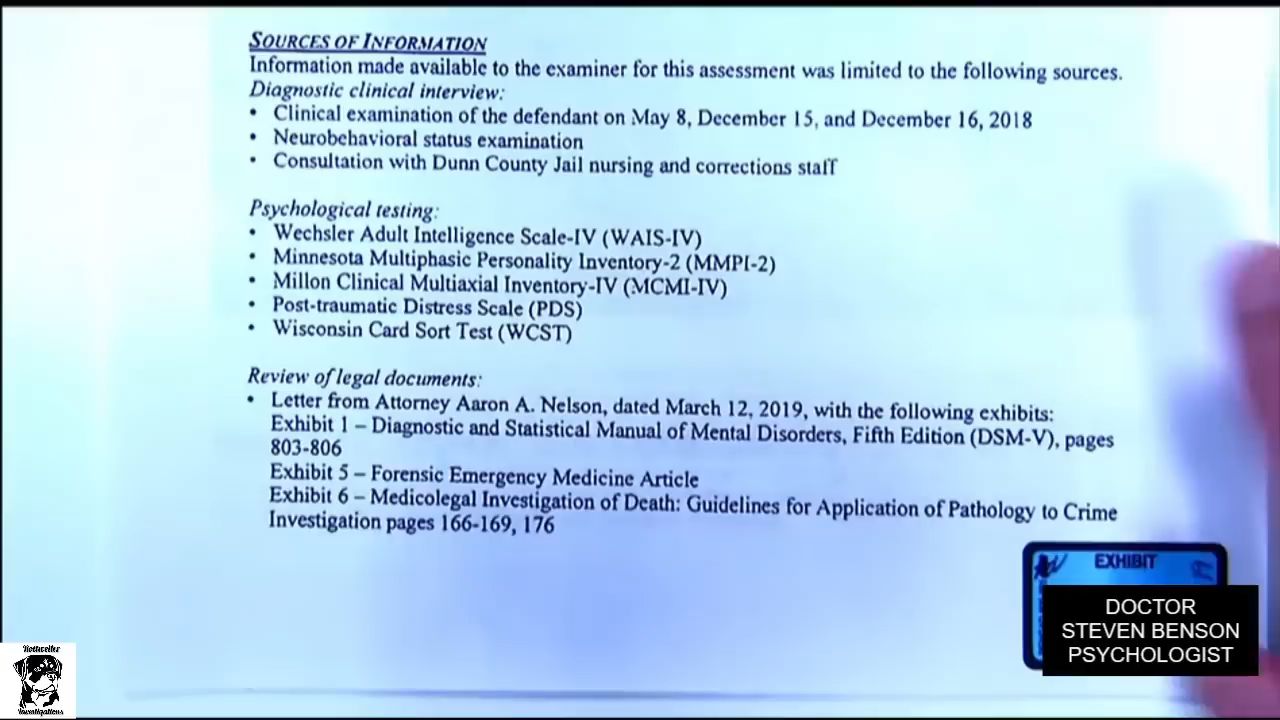 SOURCES OF INFORMATION
Information made available to the examiner for this assessment was limited to the following sources.
Diagnostic clinical interview:
• Clinical examination of the defendant on May 8, December 15, and December 16, 2018
• Neurobehavioral status examination
• Consultation with Dunn County Jail nursing and corrections staff
Psychological testing:
• Wechsler Adult Intelligence Scale-IV (WAIS-IV)
• Minnesota Multiphasic Personality Inventory-2 (MMPI-2)
• Millon Clinical Multiaxial Inventory-IV (MCMI-IV)
• Post-traumatic Distress Scale (PDS)
• Wisconsin Card Sort Test (WCST)
Review of legal documents:
• Letter from Attorney Aaron A. Nelson, dated March 12, 2019, with the following exhibits:
Exhibit 1 – Diagnostic and Statistical Manual of Mental Disorders, Fifth Edition (DSM-V), pages
803-806
Exhibit 5 – Forensic Emergency Medicine Article
Exhibit 6 – Medicolegal Investigation of Death: Guidelines for Application of Pathology to Crime
Investigation pages 166-169, 176
EXHIBIT
DOCTOR
STEVEN BENSON
PSYCHOLOGIST
Rottweiler
Investigations